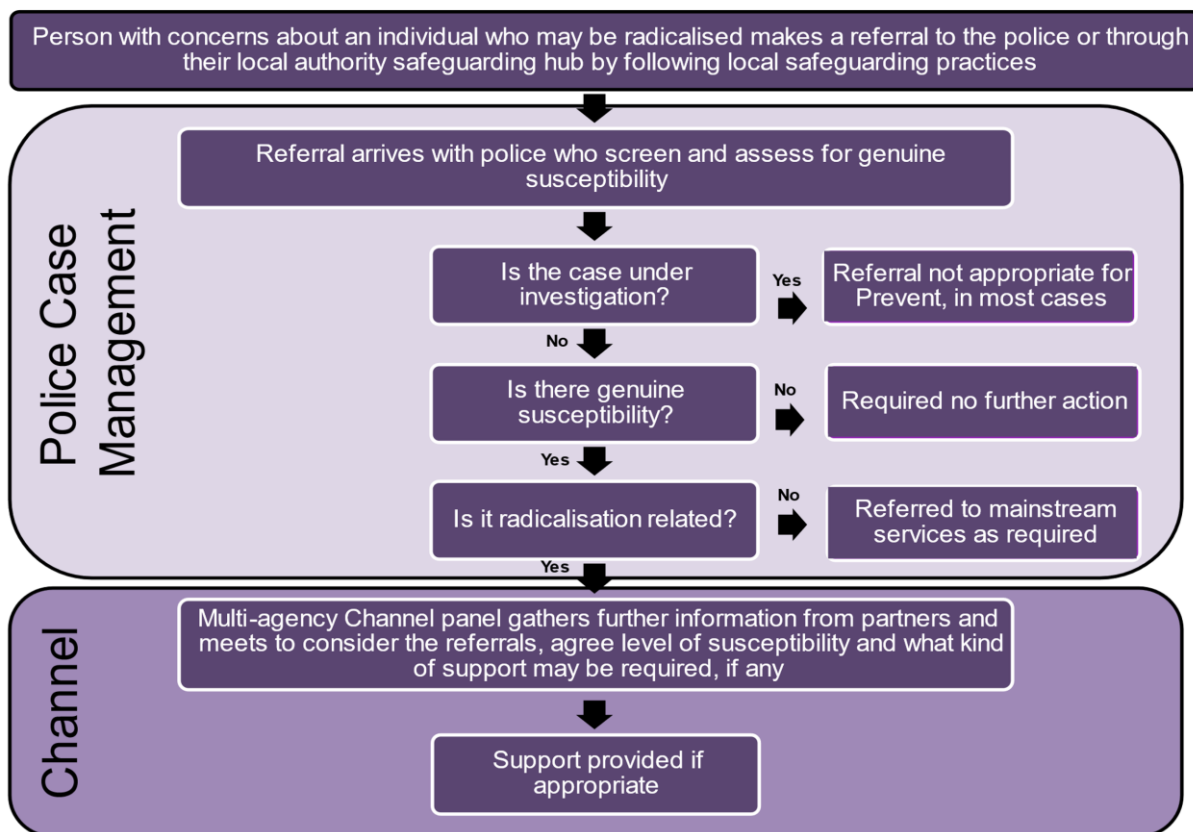 Person with concerns about an individual who may be radicalised makes a referral to the police or through
their local authority safeguarding hub by following local safeguarding practices
Police Case
Management
Referral arrives with police who screen and assess for genuine
susceptibility
Is the case under
investigation?
Yes
Referral not appropriate for
Prevent, in most cases
No
Is there genuine
susceptibility?
No
Required no further action
Yes
Is it radicalisation related?
No
Referred to mainstream
services as required
Yes
Channel
Multi-agency Channel panel gathers further information from partners and
meets to consider the referrals, agree level of susceptibility and what kind
of support may be required, if any
Support provided if
appropriate